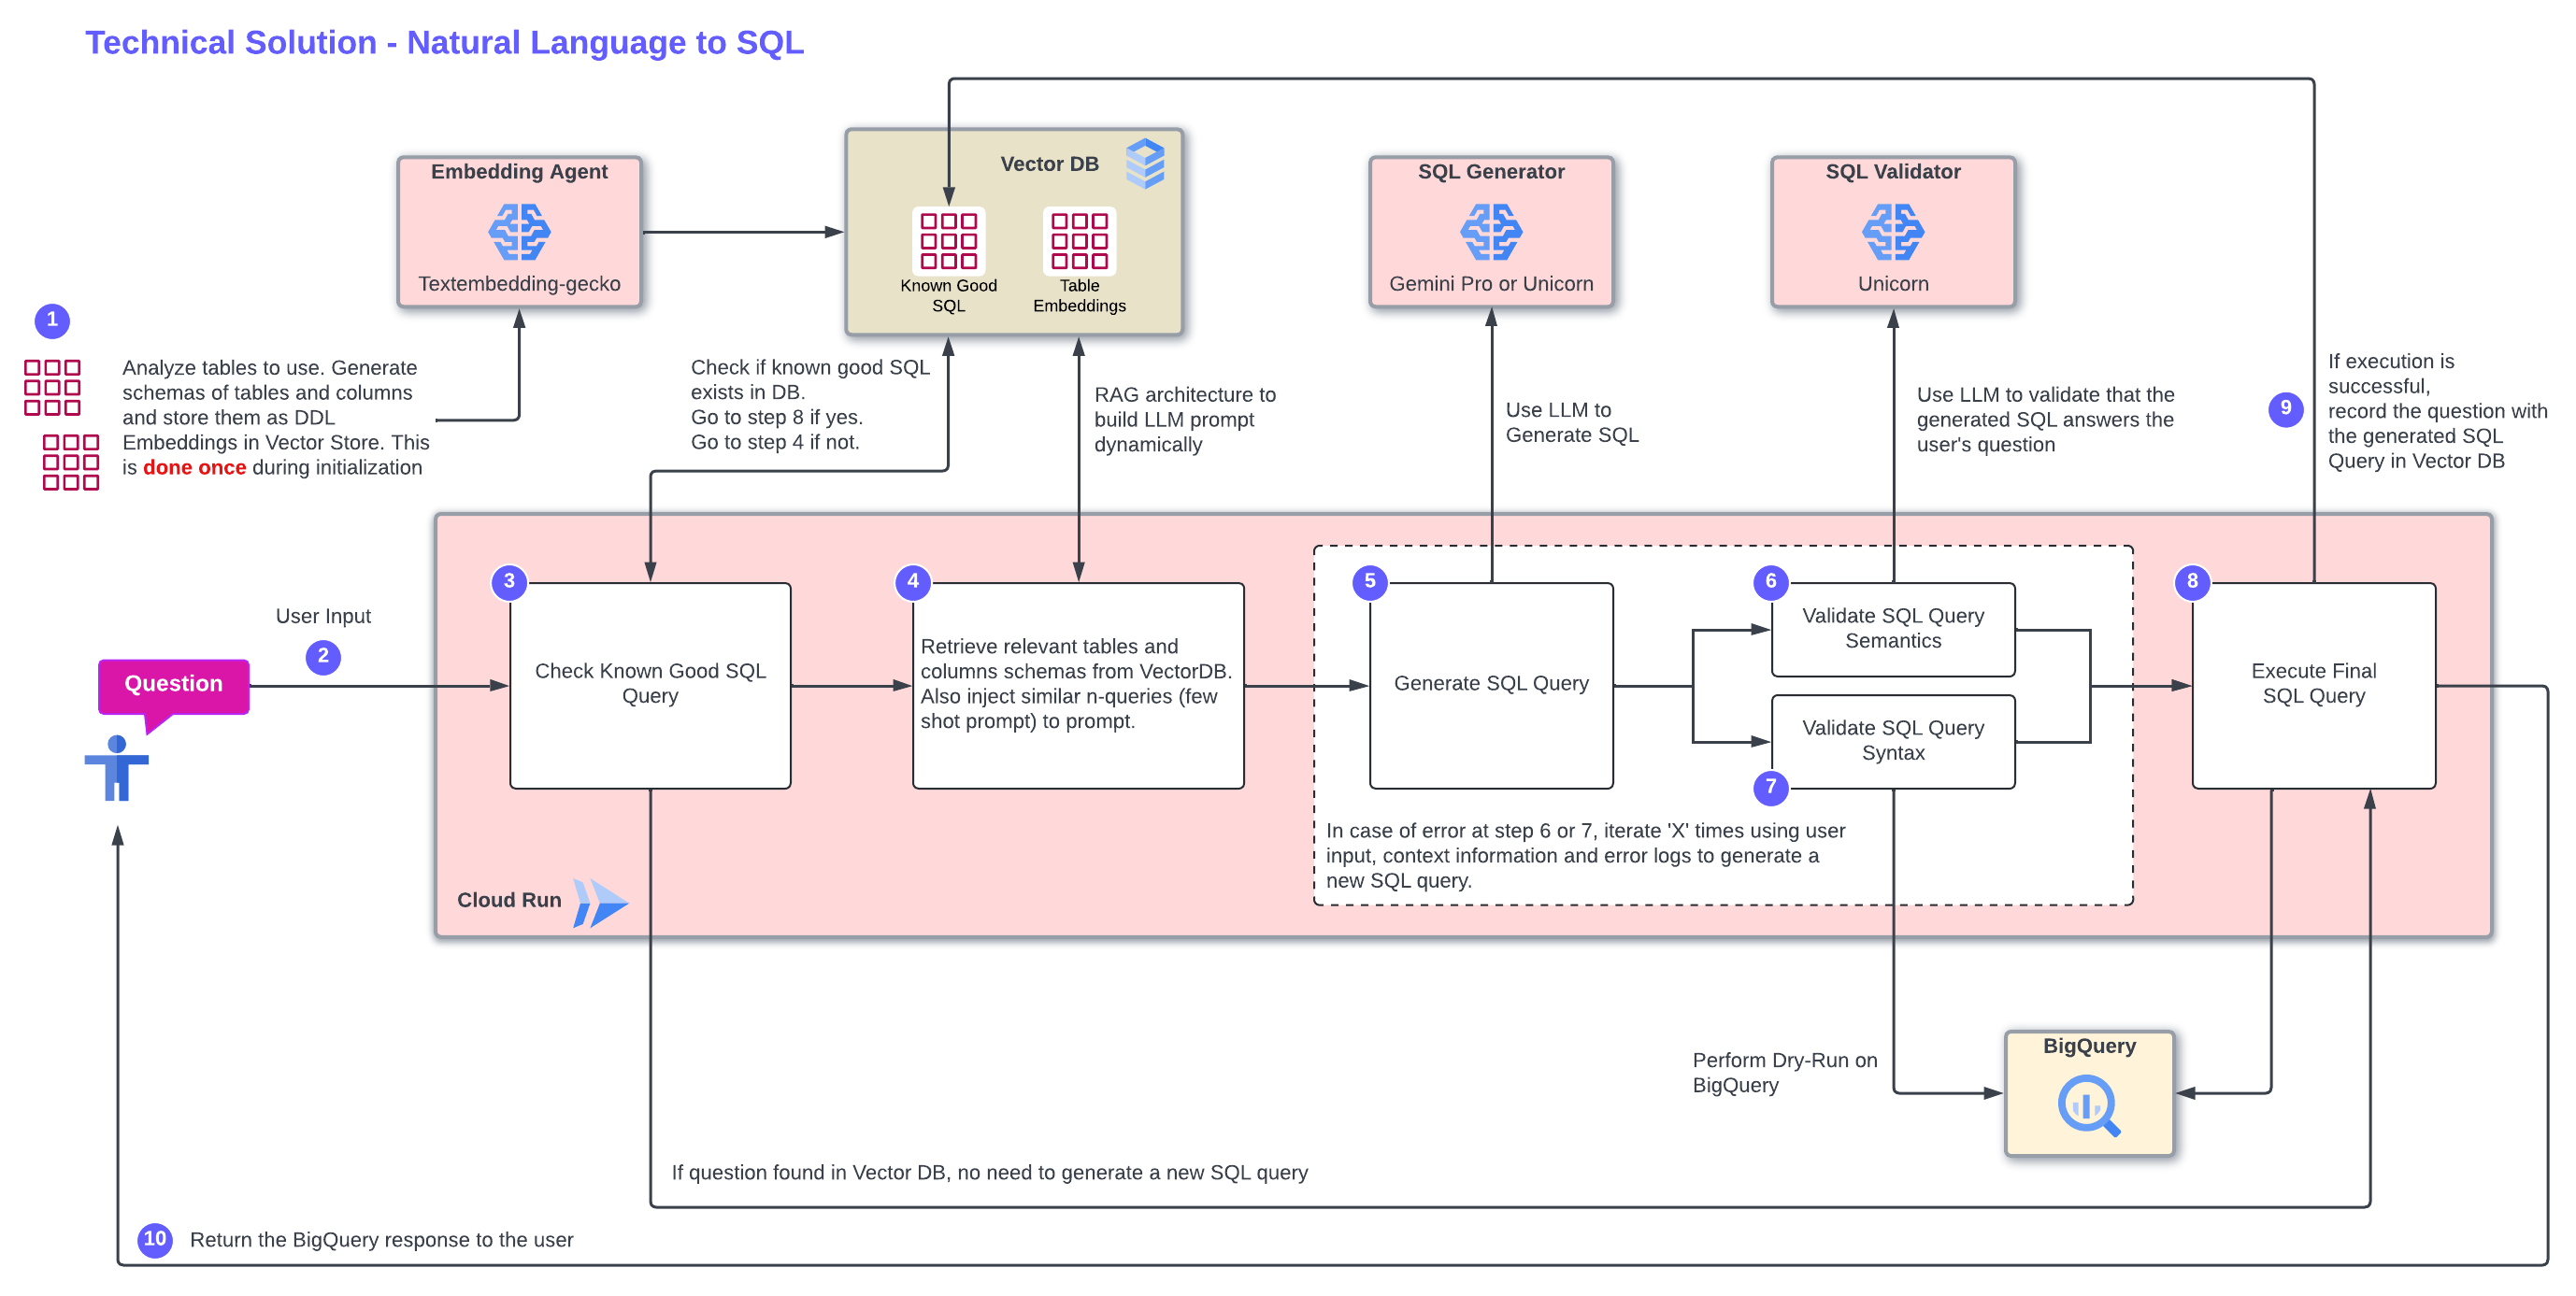 Technical Solution - Natural Language to SQL
Embedding Agent
Textembedding-gecko
Vector DB
Known Good
SQL
Table
Embeddings
SQL Generator
Gemini Pro or Unicorn
SQL Validator
Unicorn
1
Analyze tables to use. Generate
schemas of tables and columns
and store them as DDL
Embeddings in Vector Store. This
is done once during initialization
Check if known good SQL
exists in DB.
Go to step 8 if yes.
Go to step 4 if not.
RAG architecture to
build LLM prompt
dynamically
Use LLM to
Generate SQL
Use LLM to validate that the
generated SQL answers the
user's question
9
If execution is
successful,
record the question with
the generated SQL
Query in Vector DB
User Input
2
Question
3
Check Known Good SQL
Query
4
Retrieve relevant tables and
columns schemas from VectorDB.
Also inject similar n-queries (few
shot prompt) to prompt.
5
Generate SQL Query
6
Validate SQL Query
Semantics
Validate SQL Query
Syntax
7
8
Execute Final
SQL Query
In case of error at step 6 or 7, iterate 'X' times using user
input, context information and error logs to generate a
new SQL query.
Cloud Run
Perform Dry-Run on
BigQuery
BigQuery
If question found in Vector DB, no need to generate a new SQL query
10
Return the BigQuery response to the user